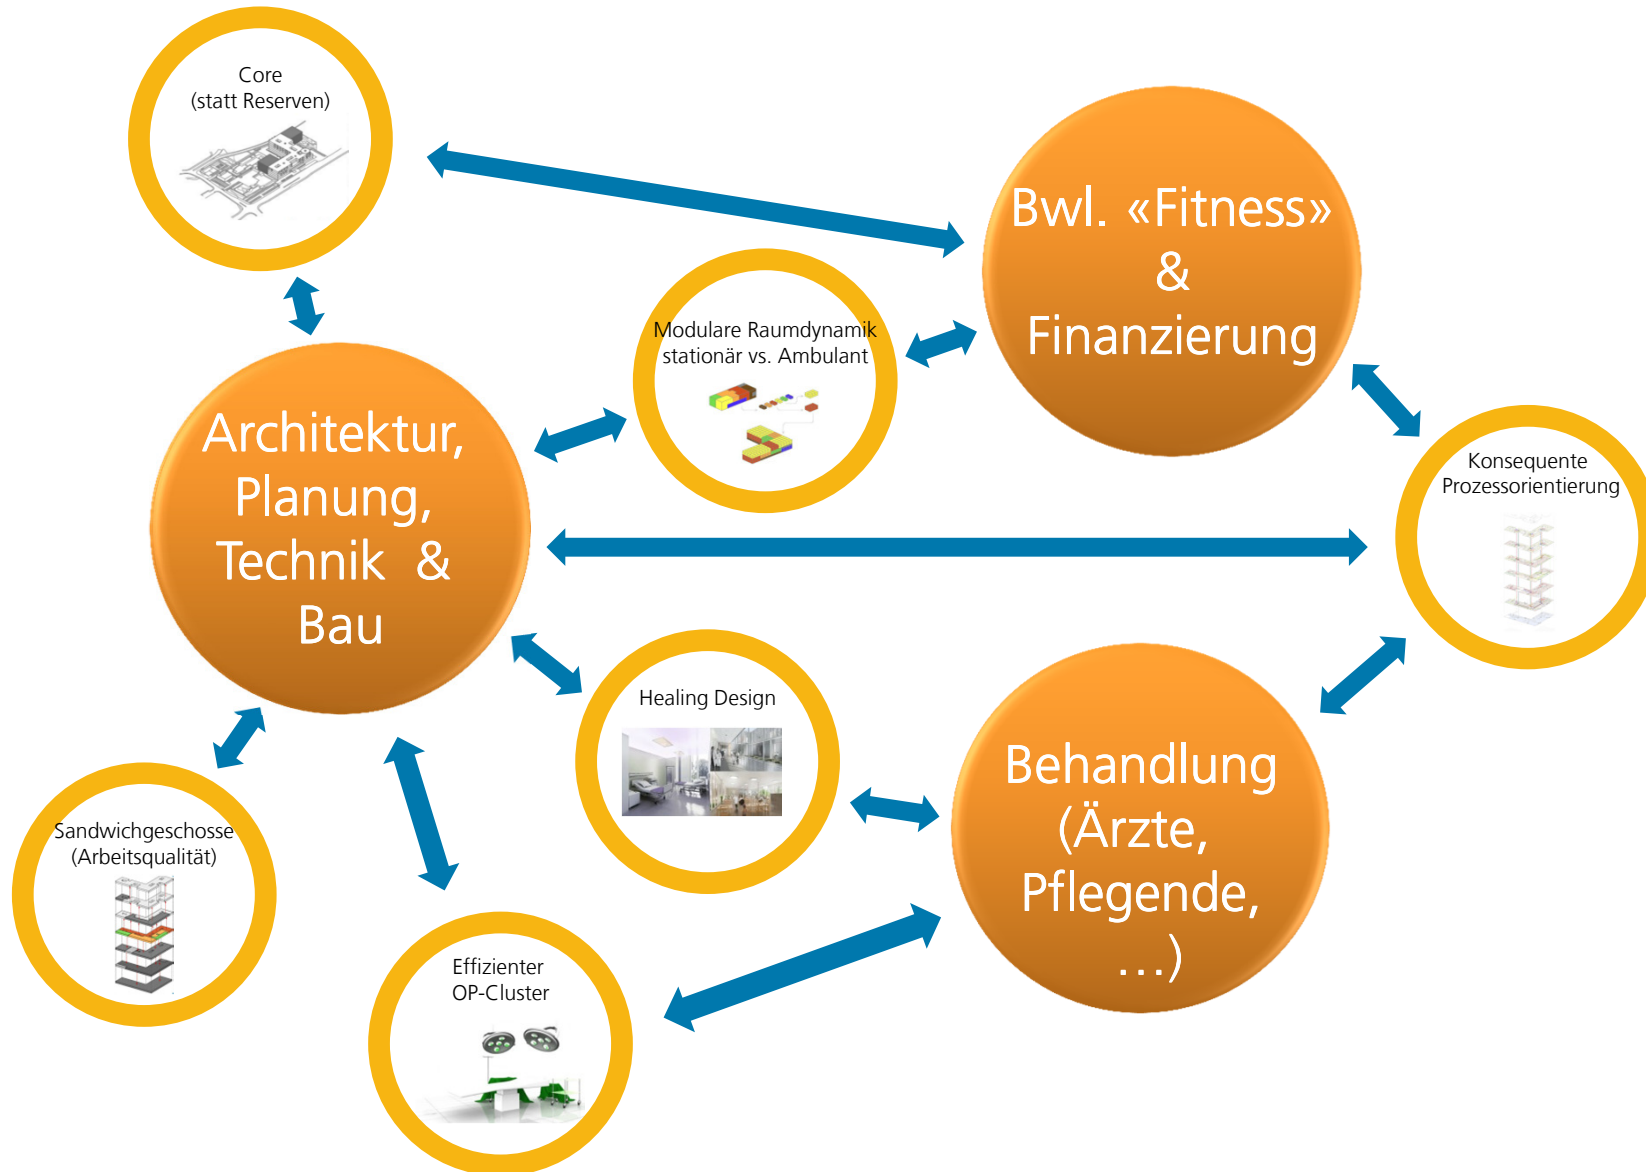 Core
(statt Reserven)
Bwl. «Fitness»
&
Finanzierung
Modulare Raumdynamik
stationär vs. Ambulant
Architektur,
Planung,
Technik &
Bau
Konsequente
Prozessorientierung
Healing Design
Behandlung
(Ärzte,
Pflegende,
...)
Sandwichgeschosse
(Arbeitsqualität)
Effizienter
OP-Cluster